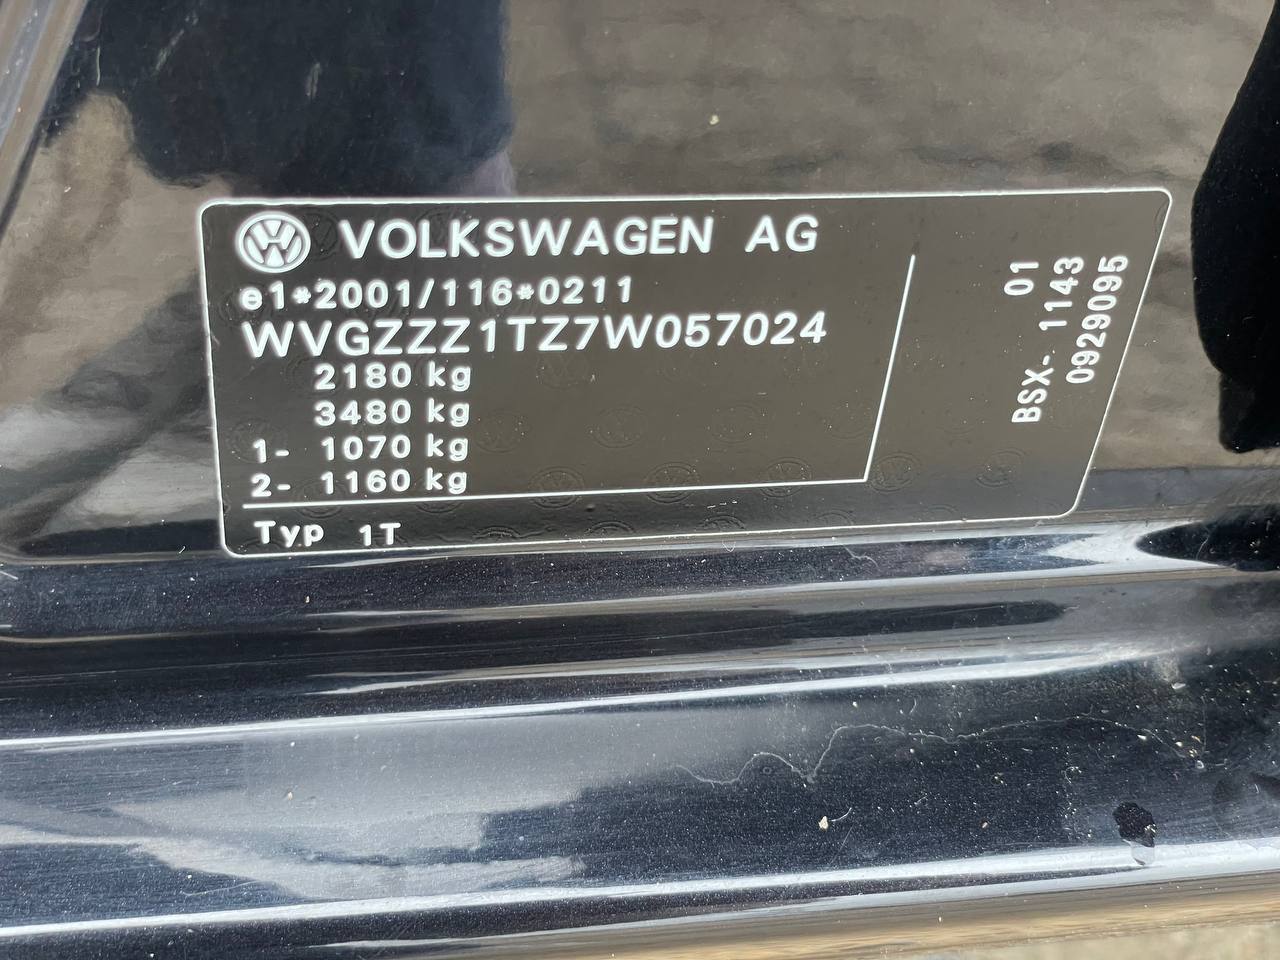 VOLKSWAGEN AG
e1*2001/116*0211
WVGZZZ1TZ7W057024
2180 kg
3480 kg
1- 1070 kg
2- 1160 kg
Typ 1T
01
BSX- 1143
0929095